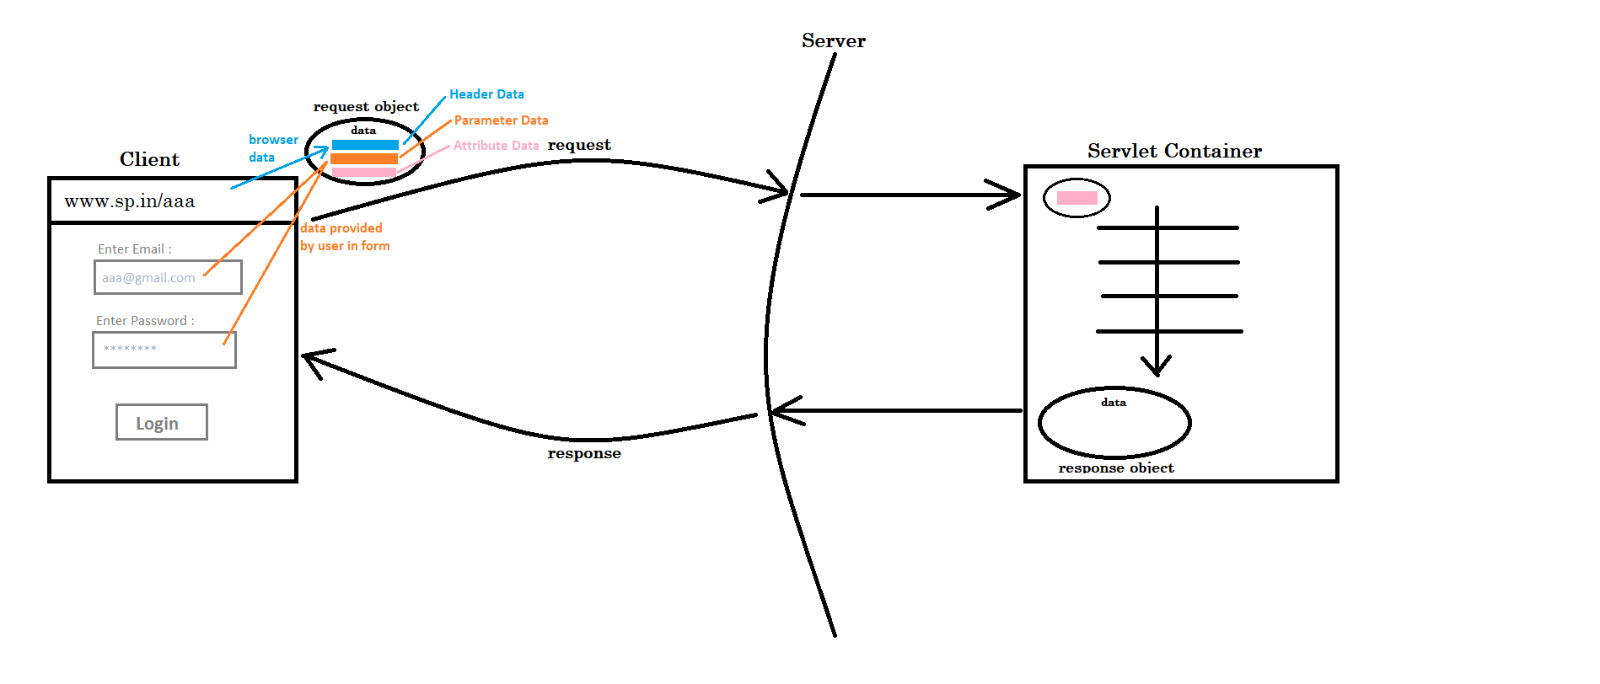 Server
Header Data
request object
Parameter Data
data
browser
data
Attribute Data
request
Client
Servlet Container
www.sp.in/aaa
data provided
by user in form
Enter Email :
aaa@gmail.com
Enter Password :
********
Login
data
response
response object